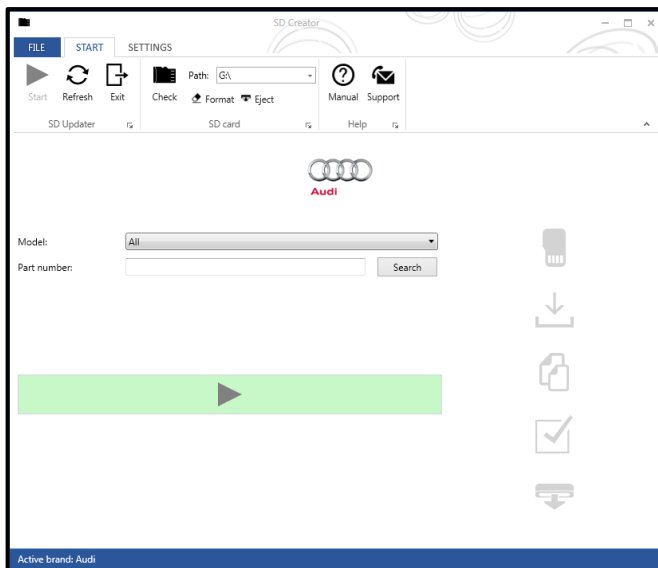 SD Creator
FILE START SETTINGS
Path: G:\
Start Refresh Exit Check Format Eject Manual Support
SD Updater SD card Help
Audi
Model: All
Part number: Search
Active brand: Audi